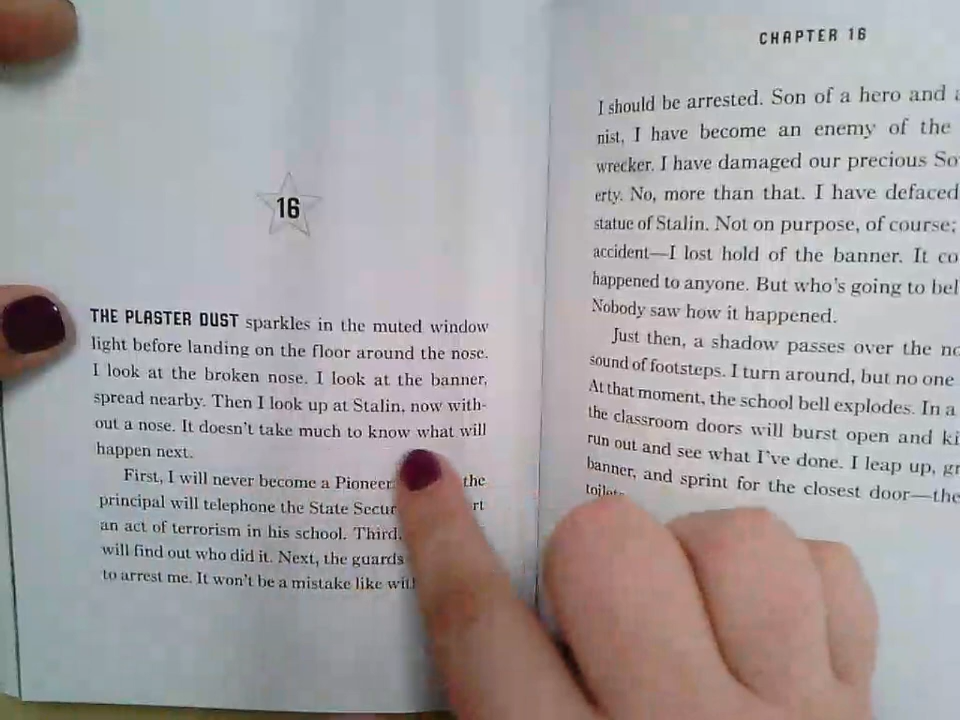 16
THE PLASTER DUST sparkles in the muted window
light before landing on the floor around the nose.
I look at the broken nose. I look at the banner,
spread nearby. Then I look up at Stalin, now with-
out a nose. It doesn't take much to know what will
happen next.
First, I will never become a Pioneer the
principal will telephone the State
an act of terrorism in his school. Third,
will find out who did it. Next, the guards
to arrest me. It won't be a mistake like
CHAPTER 16
I should be arrested. Son of a hero and
nist, I have become an enemy of the
wrecker. I have damaged our precious
erty. No, more than that. I have defaced
statue of Stalin. Not on purpose, of course;
accident—I lost hold of the banner. It
happened to anyone. But who's going to
Nobody saw how it happened.
Just then, a shadow passes over the
sound of footsteps. I turn around, but no one
At that moment, the school bell explodes. In a
the classroom doors will burst open and
run out and see what I've done. I leap up,
banner, and sprint for the closest door—the